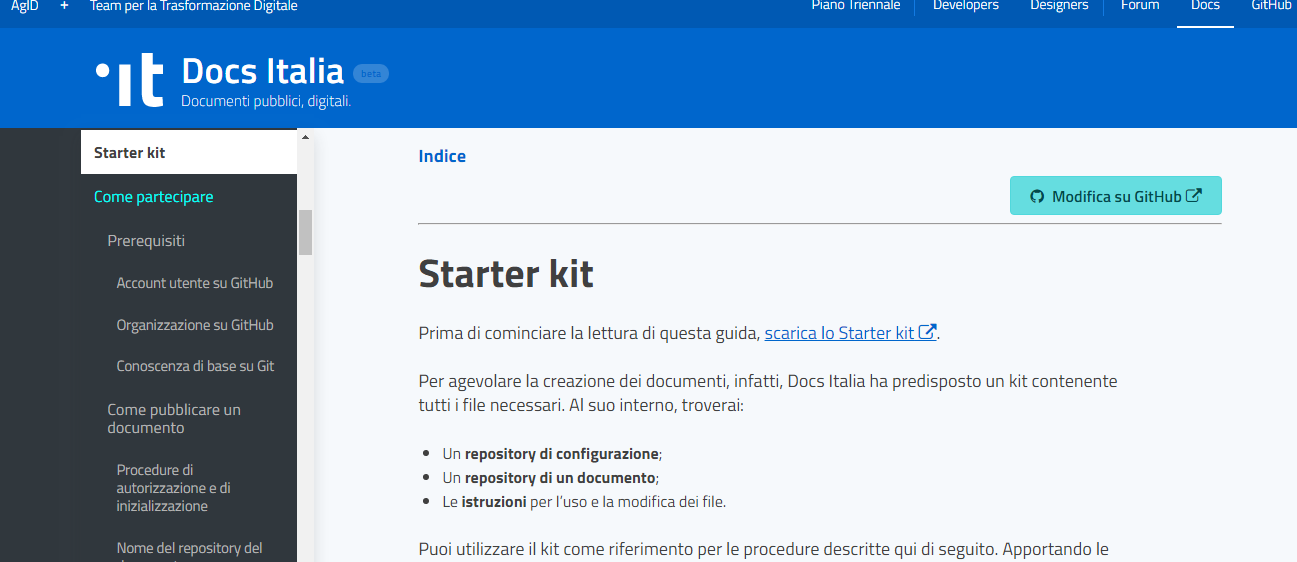 AgID + Team per la Trasformazione Digitale Piano Triennale Developers Designers Forum Docs GitHub
.it Docs Italia beta
Documenti pubblici, digitali.
Starter kit
Come partecipare
Prerequisiti
Account utente su GitHub
Organizzazione su GitHub
Conoscenza di base su Git
Come pubblicare un
documento
Procedure di
autorizzazione e di
inizializzazione
Nome del repository del
Indice
Modifica su GitHub
Starter kit
Prima di cominciare la lettura di questa guida, scarica lo Starter kit.
Per agevolare la creazione dei documenti, infatti, Docs Italia ha predisposto un kit contenente
tutti i file necessari. Al suo interno, troverai:
• Un repository di configurazione;
• Un repository di un documento;
• Le istruzioni per l’uso e la modifica dei file.
Puoi utilizzare il kit come riferimento per le procedure descritte qui di seguito. Apportando le